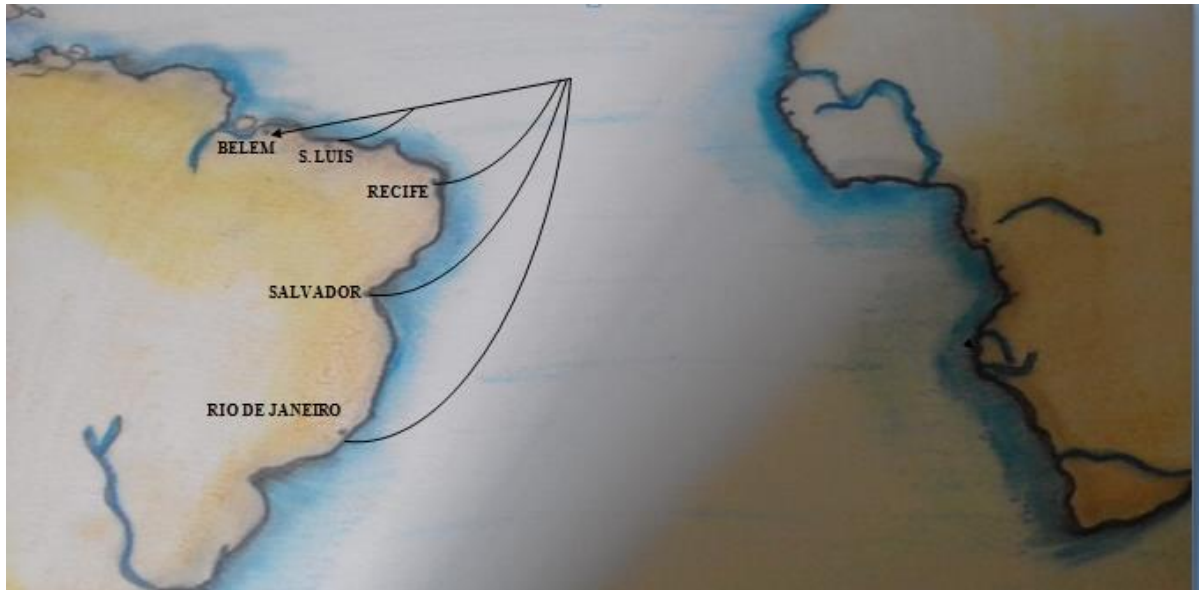 BELEM
S. LUIS
RECIFE
SALVADOR
RIO DE JANEIRO